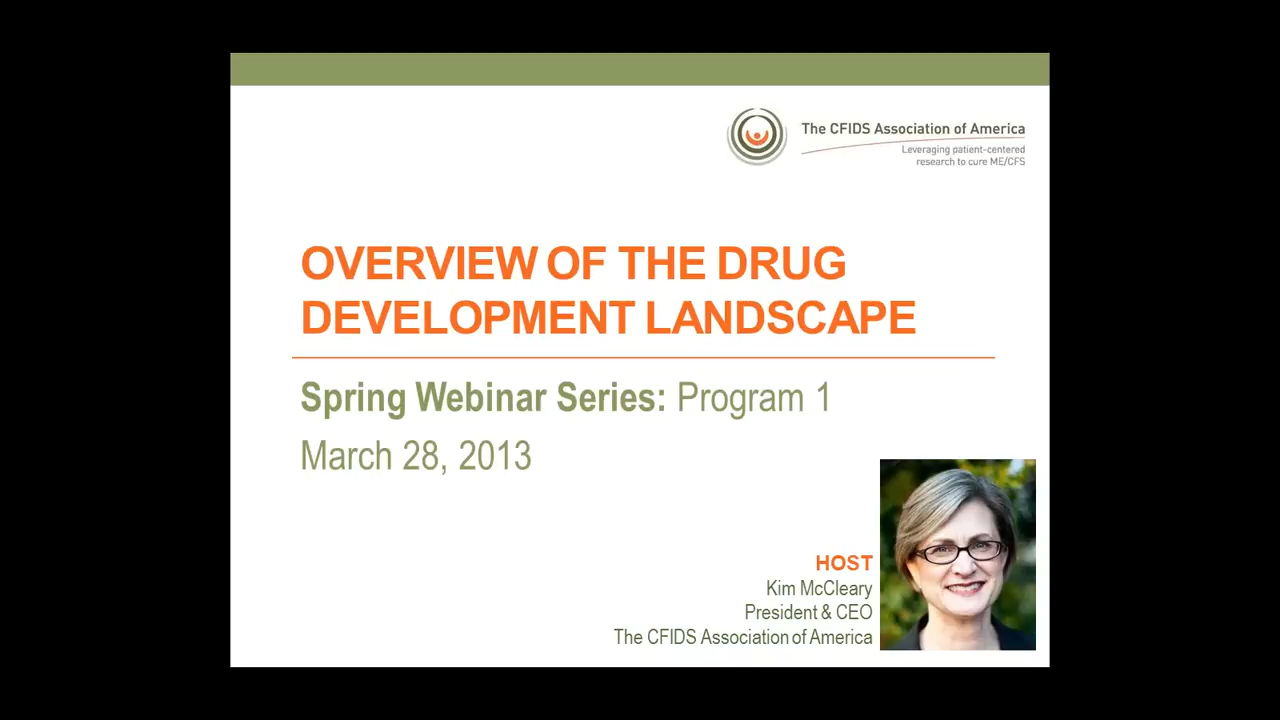 The CFIDS Association of America
Leveraging patient-centered
research to cure ME/CFS
OVERVIEW OF THE DRUG
DEVELOPMENT LANDSCAPE
Spring Webinar Series: Program 1
March 28, 2013
HOST
Kim McCleary
President & CEO
The CFIDS Association of America